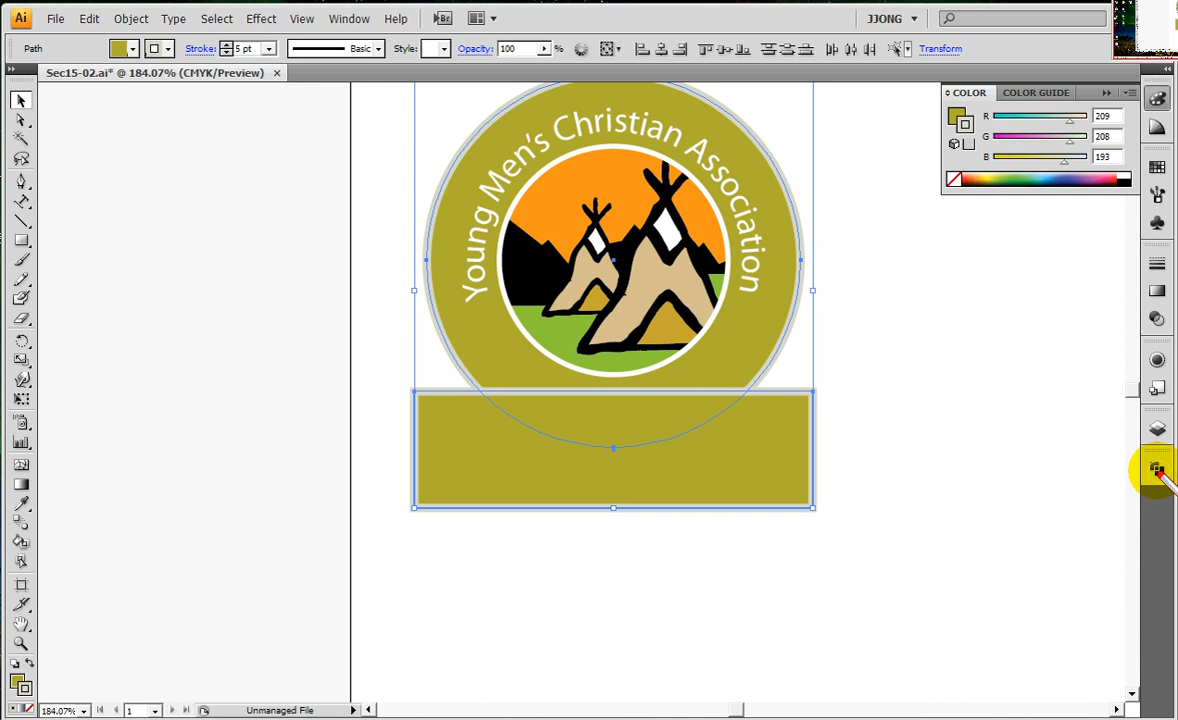 Ai File Edit Object Type Select Effect View Window Help Br JJONG
Path Stroke: 5 pt Basic Style: Opacity: 100 % Transform
Sec15-02.ai* @ 184.07% (CMYK/Preview)
COLOR COLOR GUIDE
R 209
G 208
B 193
Young Men's Christian Association
184.07% 1 Unmanaged File